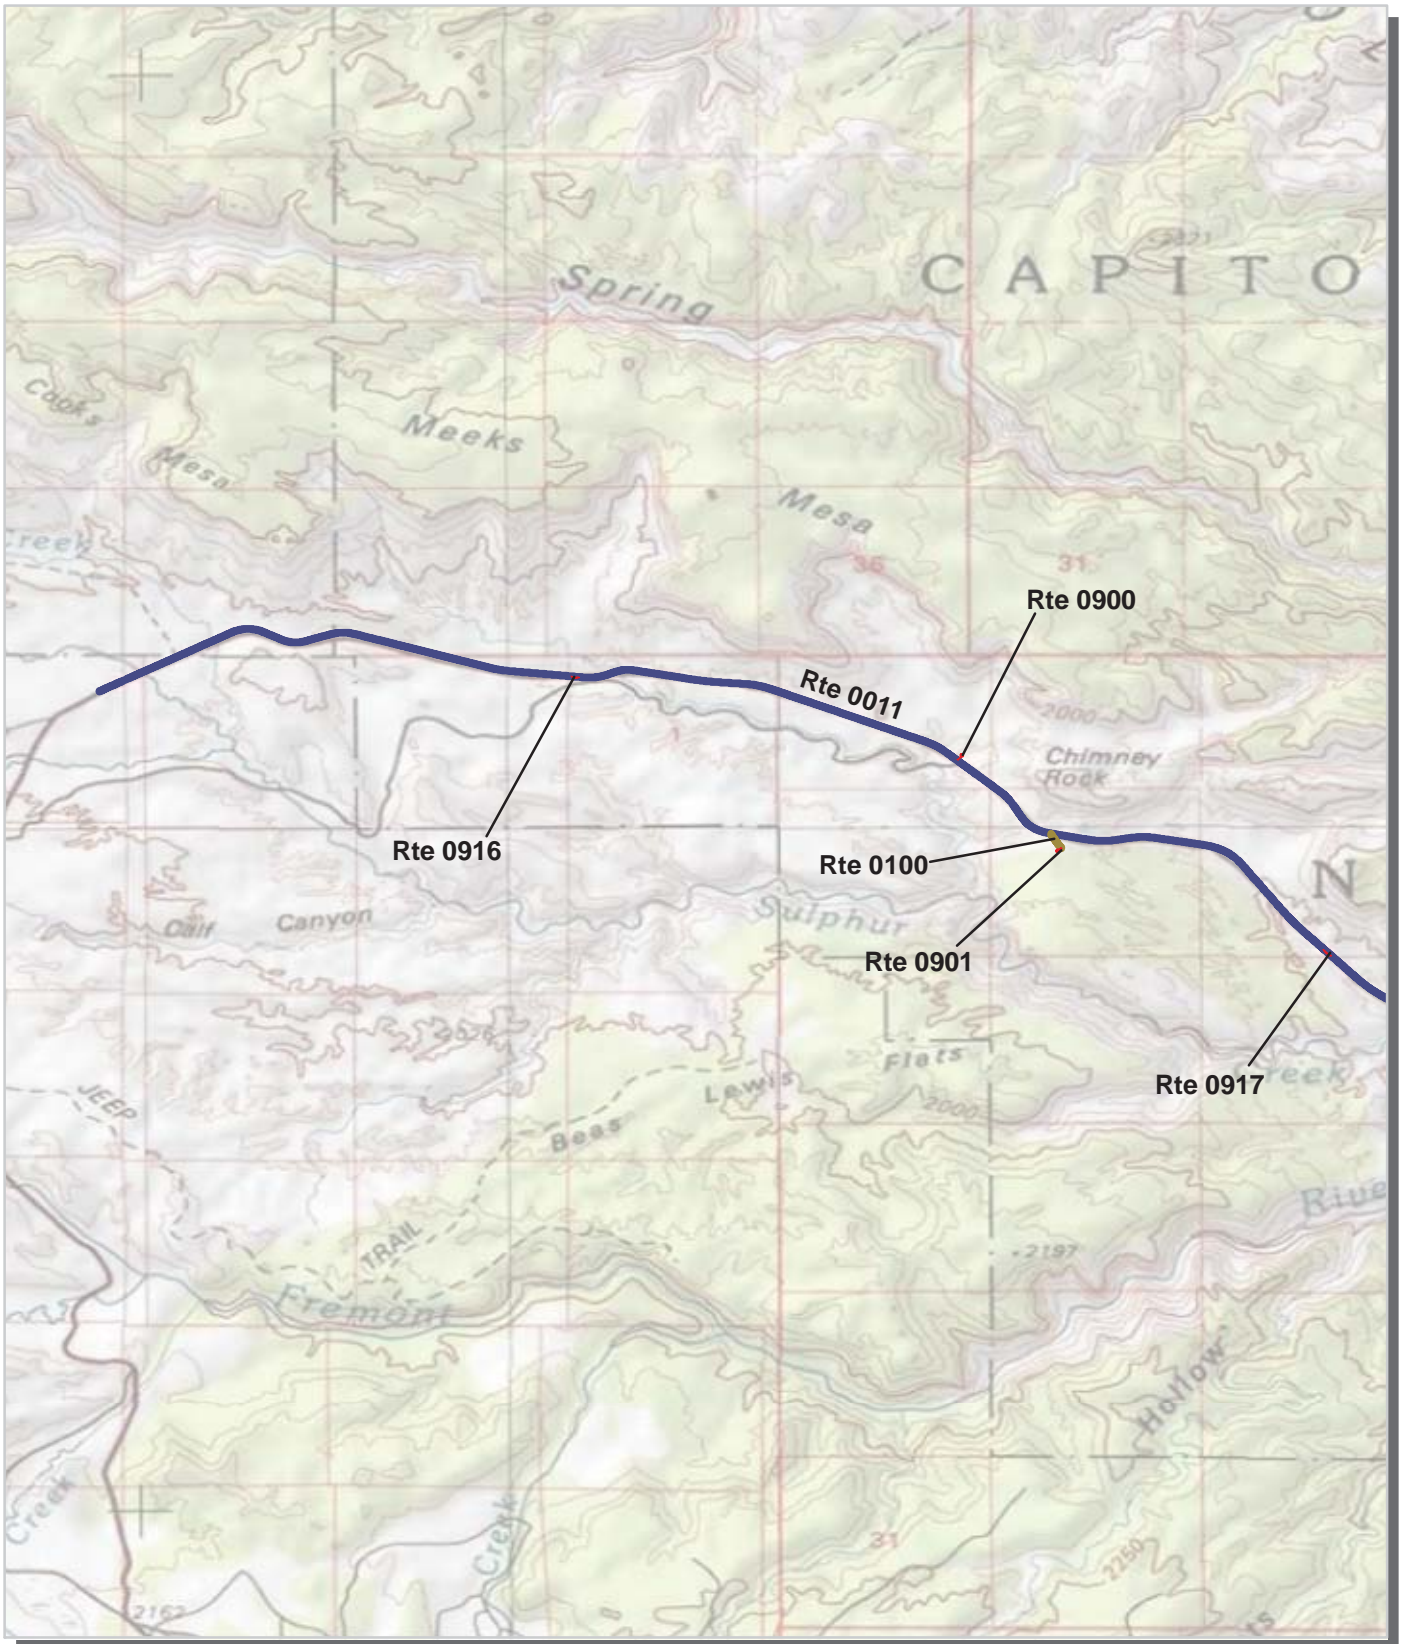 CAPITO
2271
Spring
Cooks
Mesa
Meeks
Mesa
Creek
36
31
Rte 0900
Rte 0011
2000
Chimney
Rock
Rte 0916
Rte 0100
N
Calf Canyon
Sulphur
Rte 0901
Flats
Creek
Rte 0917
JEEP
Lewis
2000
Beas
River
TRAIL
2197
Fremont
Hollow
Creek
Creek
31
2250
2162